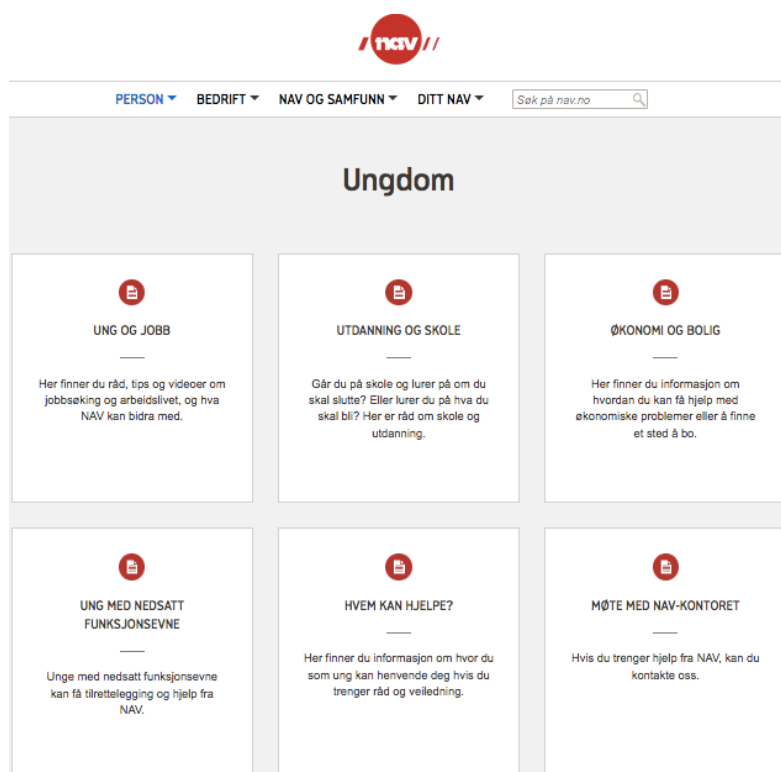 /nav//
PERSON BEDRIFT NAV OG SAMFUNN DITT NAV Søk på nav.no
Ungdom
UNG OG JOBB
Her finner du råd, tips og videoer om
jobbsøking og arbeidslivet, og hva
NAV kan bidra med.
UTDANNING OG SKOLE
Går du på skole og lurer på om du
skal slutte? Eller lurer du på hva du
skal bli? Her er råd om skole og
utdanning.
ØKONOMI OG BOLIG
Her finner du informasjon om
hvordan du kan få hjelp med
økonomiske problemer eller å finne
et sted å bo.
UNG MED NEDSATT
FUNKSJONSEVNE
Unge med nedsatt funksjonsevne
kan få tilrettelegging og hjelp fra
NAV.
HVEM KAN HJELPE?
Her finner du informasjon om hvor du
som ung kan henvende deg hvis du
trenger råd og veiledning.
MØTE MED NAV-KONTORET
Hvis du trenger hjelp fra NAV, kan du
kontakte oss.